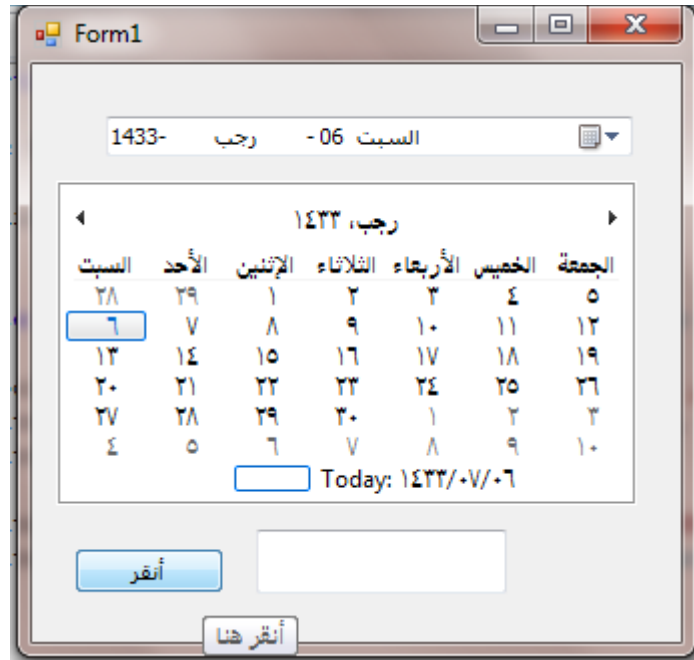 Form1
السبت 06 - رجب -1433
رجب، ١٤٣٣
السبت الأحد الإثنين الثلاثاء الأربعاء الخميس الجمعة
٢٨ ٢٩ ١ ٢ ٣ ٤ ٥
٦ ٧ ٨ ٩ ١٠ ١١ ١٢
١٣ ١٤ ١٥ ١٦ ١٧ ١٨ ١٩
٢٠ ٢١ ٢٢ ٢٣ ٢٤ ٢٥ ٢٦
٢٧ ٢٨ ٢٩ ٣٠ ١ ٢ ٣
٤ ٥ ٦ ٧ ٨ ٩ ١٠
Today: ١٤٣٣/٠٧/٠٦
أنقر
أنقر هنا